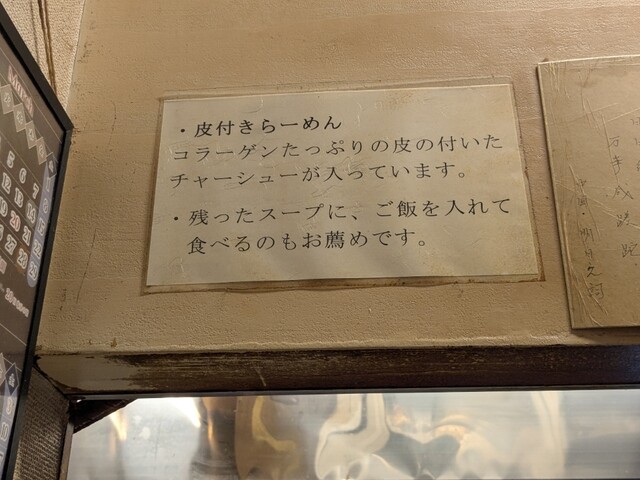 ・皮付きらーめん
コラーゲンたっぷりの皮の付いた
チャーシューが入っています。
・残ったスープに、ご飯を入れて
食べるのもお薦めです。